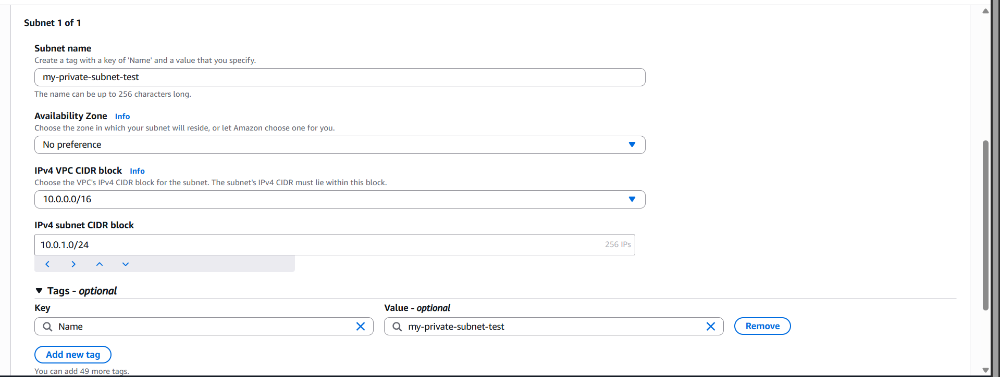 Subnet 1 of 1
Subnet name
Create a tag with a key of 'Name' and a value that you specify.
my-private-subnet-test
The name can be up to 256 characters long.
Availability Zone Info
Choose the zone in which your subnet will reside, or let Amazon choose one for you.
No preference
IPv4 VPC CIDR block Info
Choose the VPC's IPv4 CIDR block for the subnet. The subnet's IPv4 CIDR must lie within this block.
10.0.0.0/16
IPv4 subnet CIDR block
10.0.1.0/24 256 IPs
Tags - optional
Key Value - optional
Name my-private-subnet-test Remove
Add new tag
You can add 49 more tags.